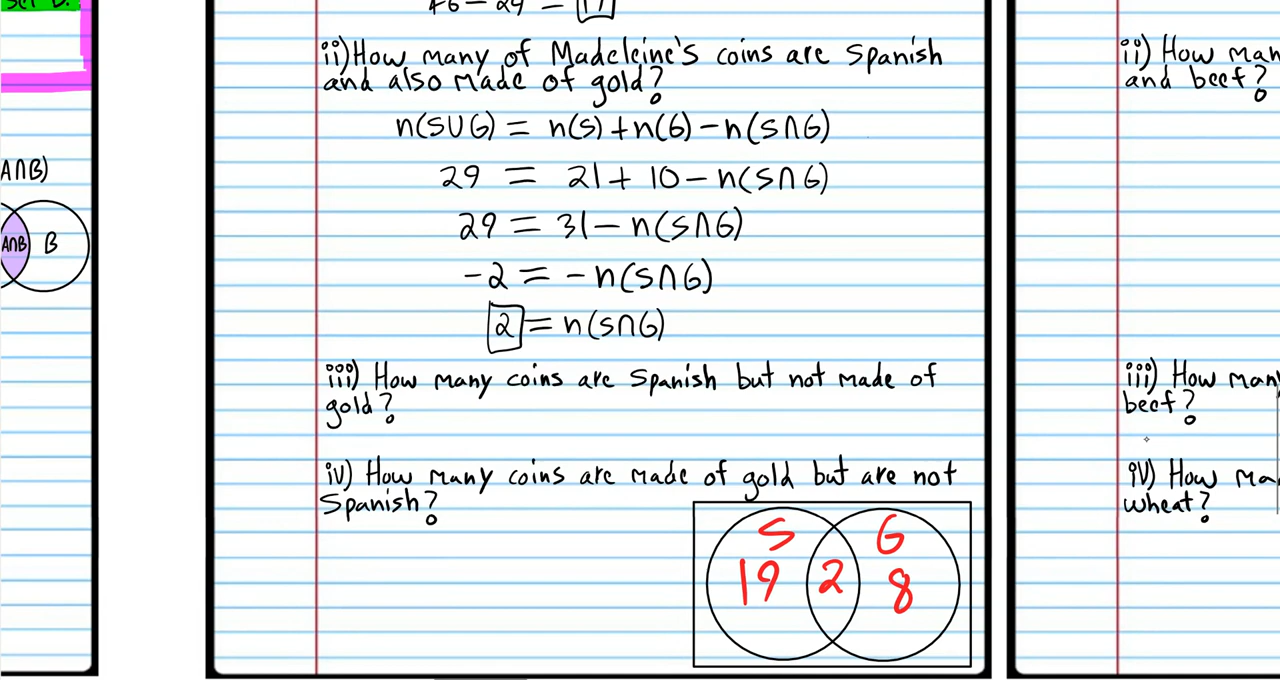 Set B.
ii) How many of Madeleine's coins are Spanish
and also made of gold?
n(S∪G) = n(S) + n(G) - n(S∩G)
29 = 21 + 10 - n(S∩G)
29 = 31 - n(S∩G)
-2 = -n(S∩G)
2 = n(S∩G)
iii) How many coins are Spanish but not made of
gold?
iv) How many coins are made of gold but are not
Spanish?
S G
19 2 8
A∩B)
A∩B B
ii) How
and beef?
iii) How
beef?
iv) How
wheat?